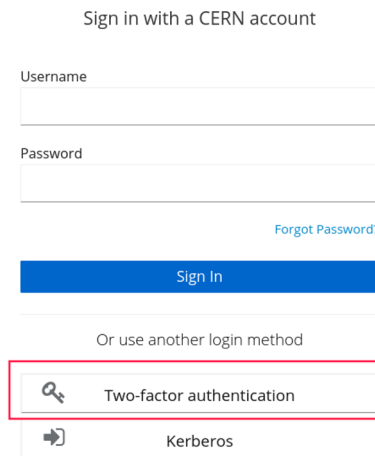 Sign in with a CERN account
Username
Password
Forgot Password?
Sign In
Or use another login method
Two-factor authentication
Kerberos